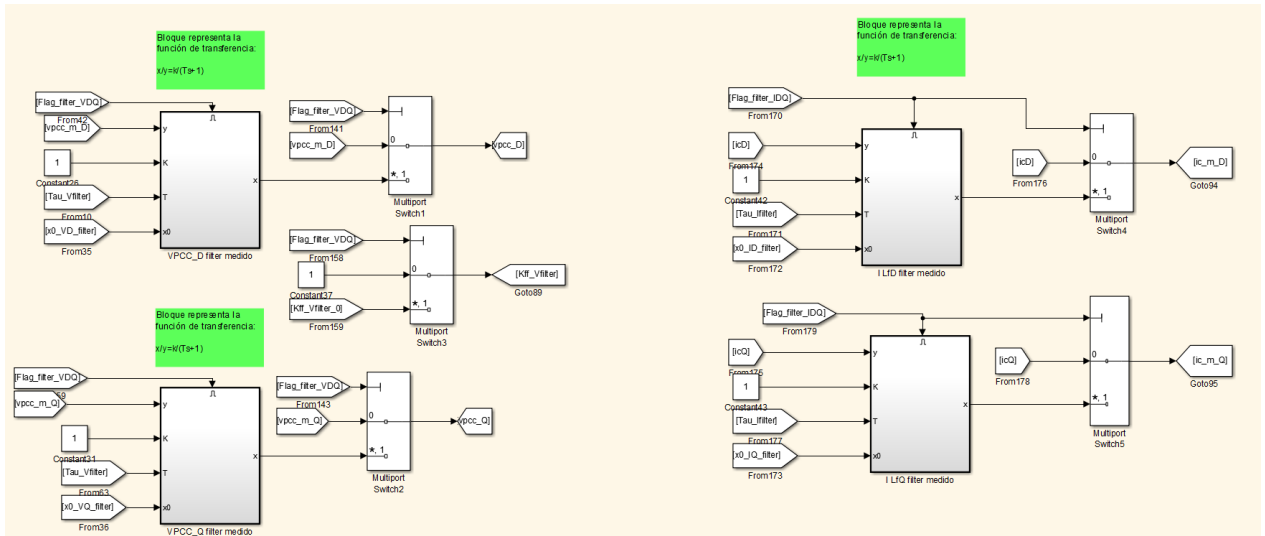 Bloque representa la
función de transferencia:
x/y=k/(Ts+1)
[Flag_filter_VDQ]
From42
[vpcc_m_D]
1
Constant26
[Tau_Vfilter]
From10
[x0_VD_filter]
From35
y
K
T
x0
x
VPCC_D filter medido
[Flag_filter_VDQ]
From141
[vpcc_m_D]
0
*, 1
Multiport
Switch1
[vpcc_D]
[Flag_filter_VDQ]
From158
1
Constant37
[Kff_Vfilter_0]
From159
0
*, 1
Multiport
Switch3
[Kff_Vfilter]
Goto89
Bloque representa la
función de transferencia:
x/y=k/(Ts+1)
[Flag_filter_VDQ]
[vpcc_m_Q]
1
Constant31
[Tau_Vfilter]
From63
[x0_VQ_filter]
From36
y
K
T
x0
x
VPCC_Q filter medido
[Flag_filter_VDQ]
From143
[vpcc_m_Q]
0
*, 1
Multiport
Switch2
[vpcc_Q]
Bloque representa la
función de transferencia:
x/y=k/(Ts+1)
[Flag_filter_IDQ]
From170
[icD]
From174
1
Constant42
[Tau_Ifilter]
From171
[x0_ID_filter]
From172
y
K
T
x0
x
I LfD filter medido
[icD]
From176
0
*, 1
Multiport
Switch4
[ic_m_D]
Goto94
[Flag_filter_IDQ]
From179
[icQ]
From175
1
Constant43
[Tau_Ifilter]
From177
[x0_IQ_filter]
From173
y
K
T
x0
x
I LfQ filter medido
[icQ]
From178
0
*, 1
Multiport
Switch5
[ic_m_Q]
Goto95